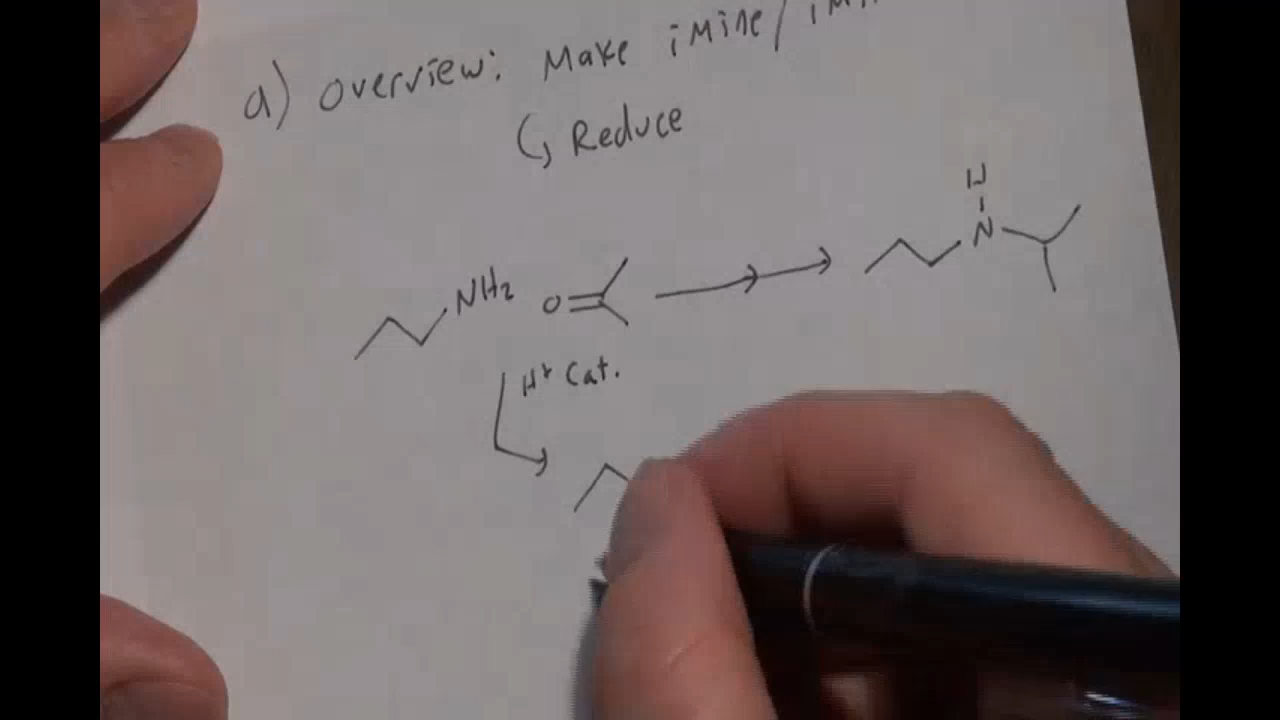 a) Overview: Make imine/
↳ Reduce
H
N
NH₂ O
H⁺ Cat.